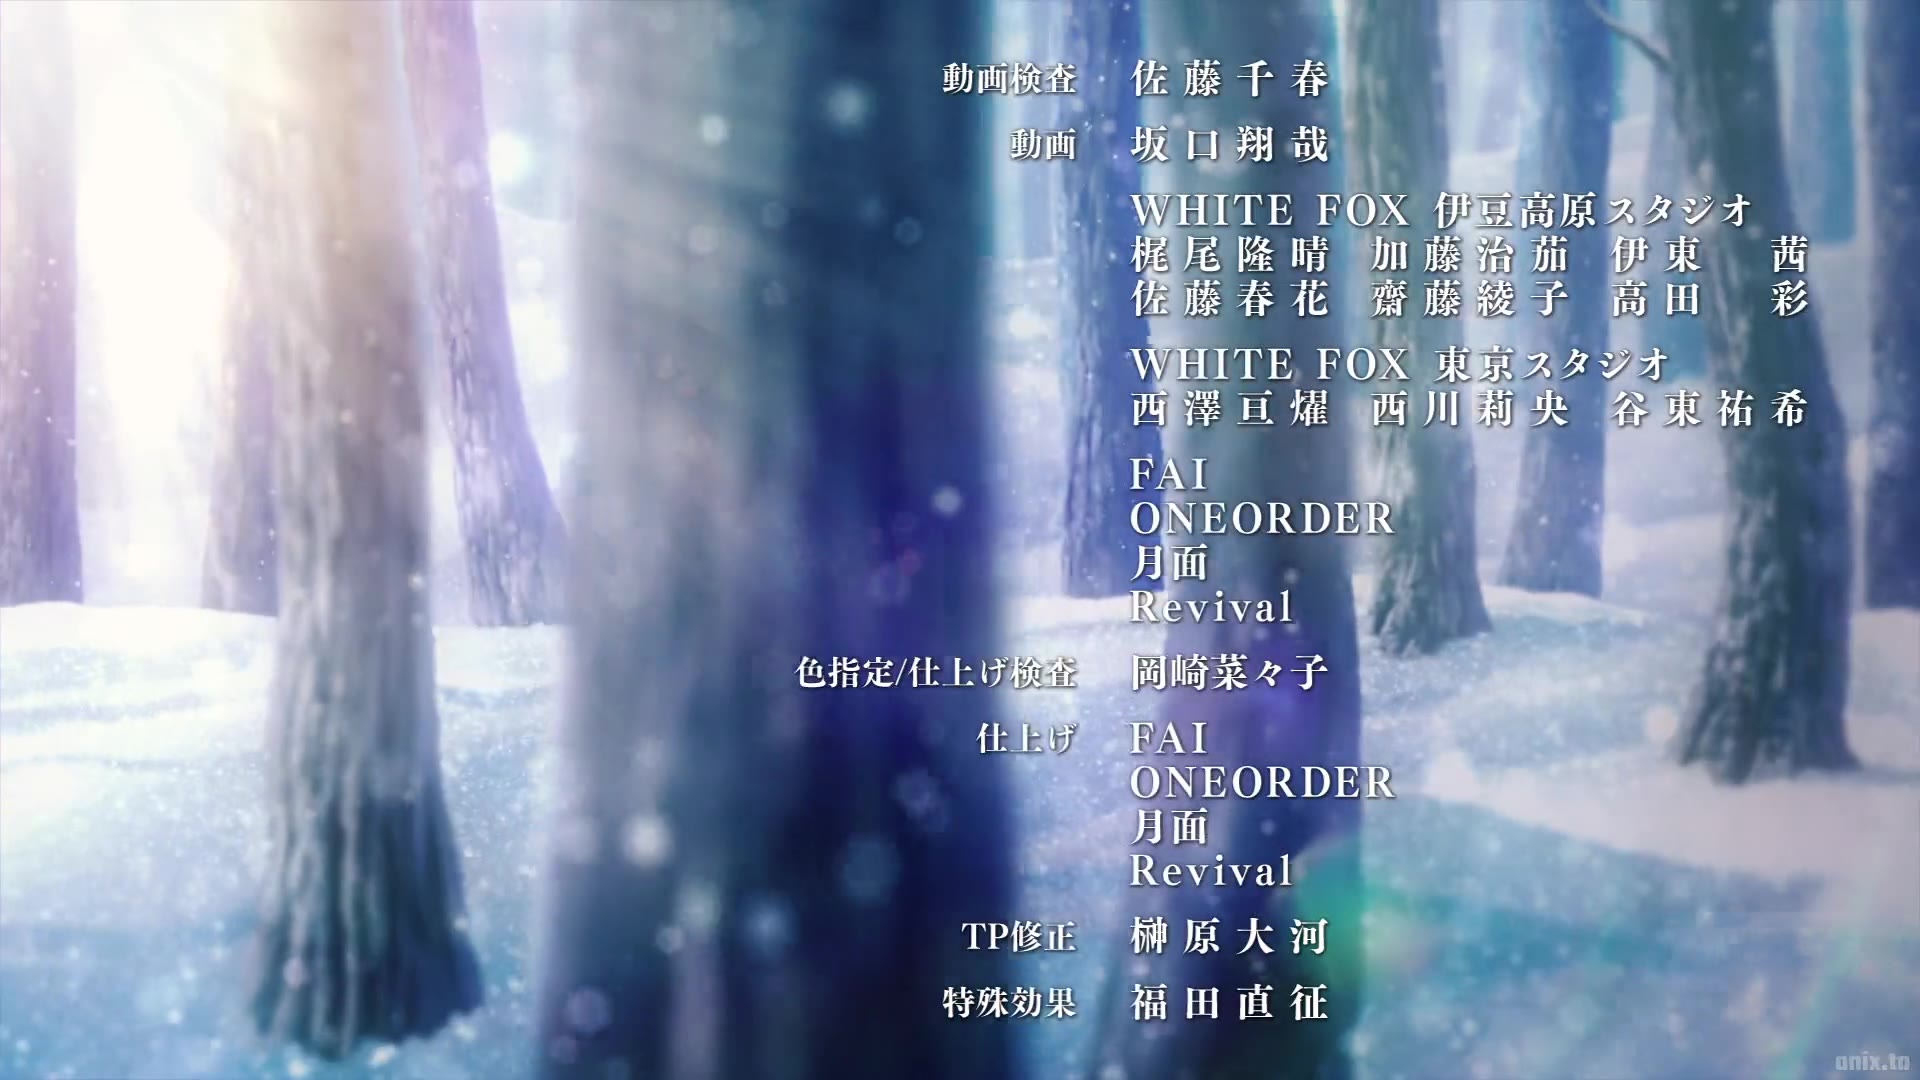 動画検査 佐藤千春
動画 坂口翔哉
WHITE FOX 伊豆高原スタジオ
梶尾隆晴 加藤治茄 伊東 茜
佐藤春花 齋藤綾子 高田 彩
WHITE FOX 東京スタジオ
西澤亘燿 西川莉央 谷東祐希
FAI
ONEORDER
月面
Revival
色指定/仕上げ検査 岡崎菜々子
仕上げ FAI
ONEORDER
月面
Revival
TP修正 榊原大河
特殊効果 福田直征
anix.to